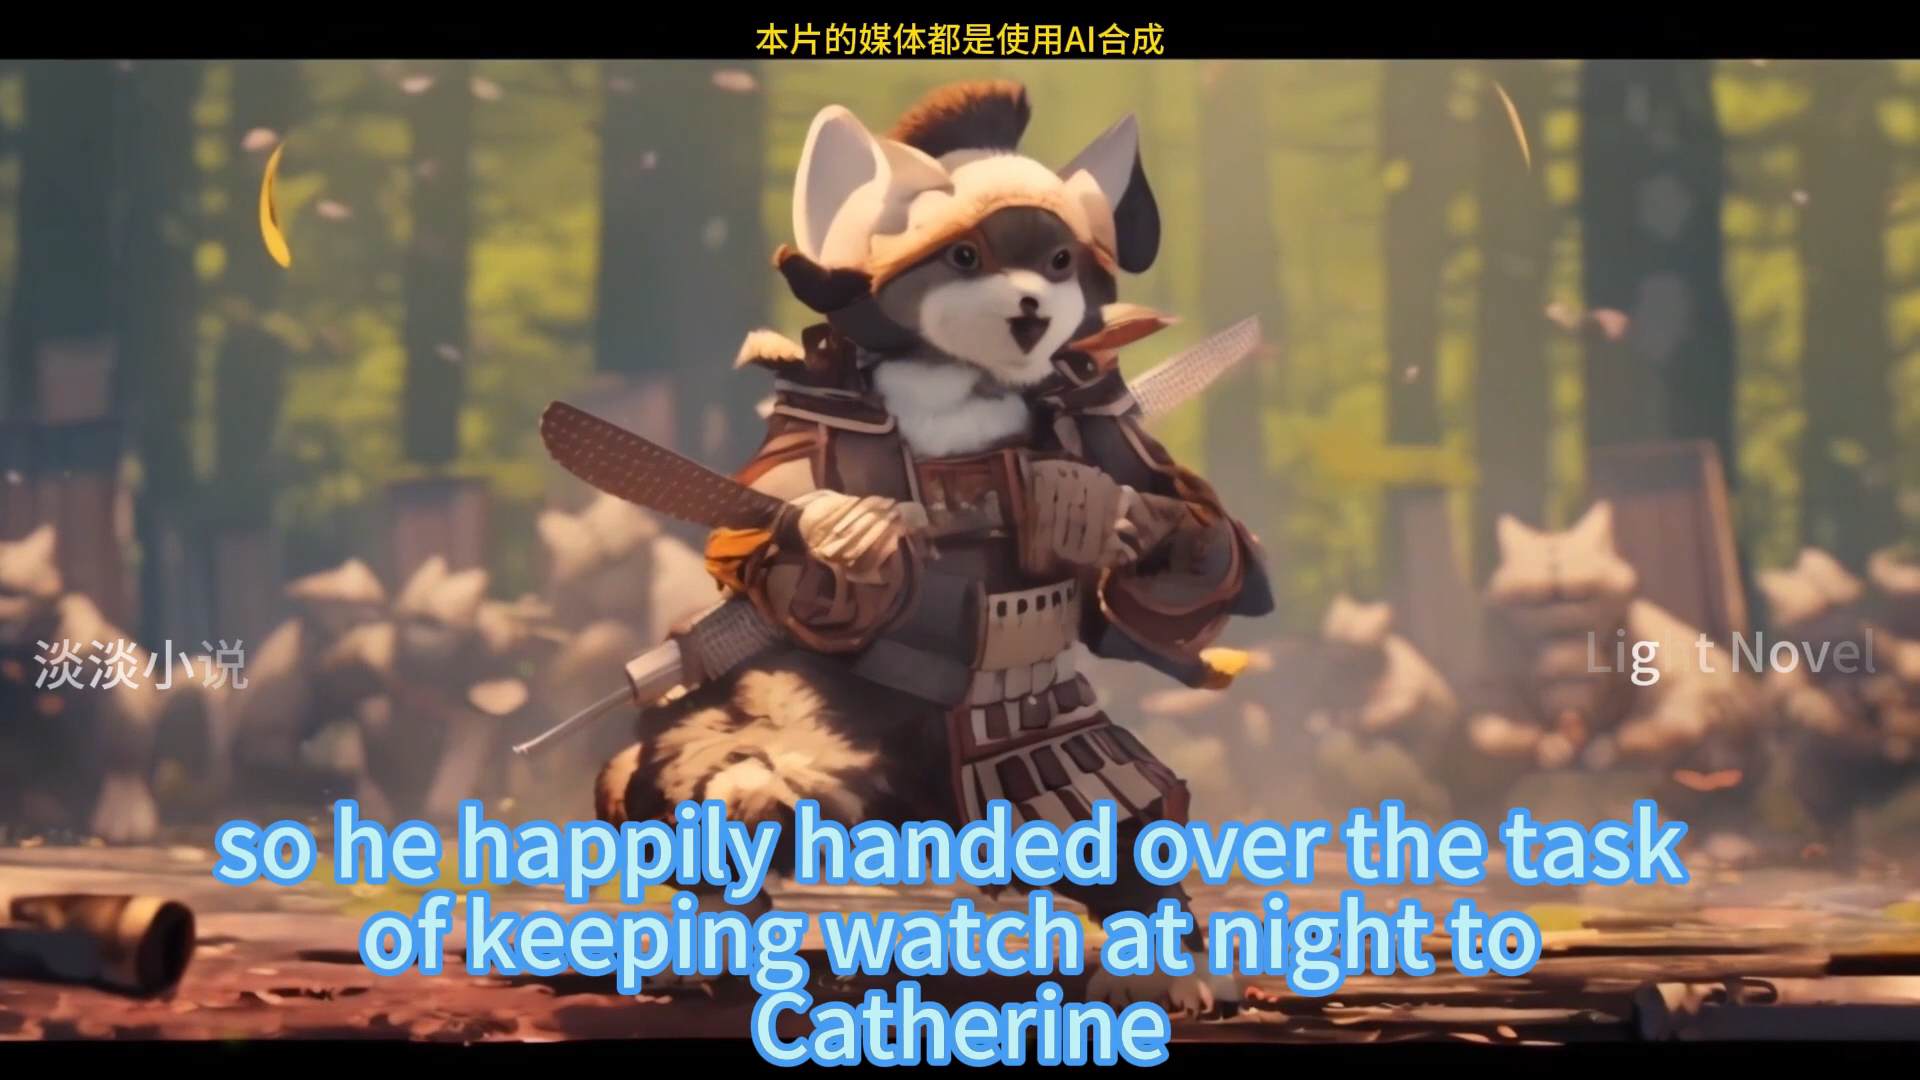 本片的媒体都是使用AI合成
淡淡小说
Light Novel
so he happily handed over the task
of keeping watch at night to
Catherine